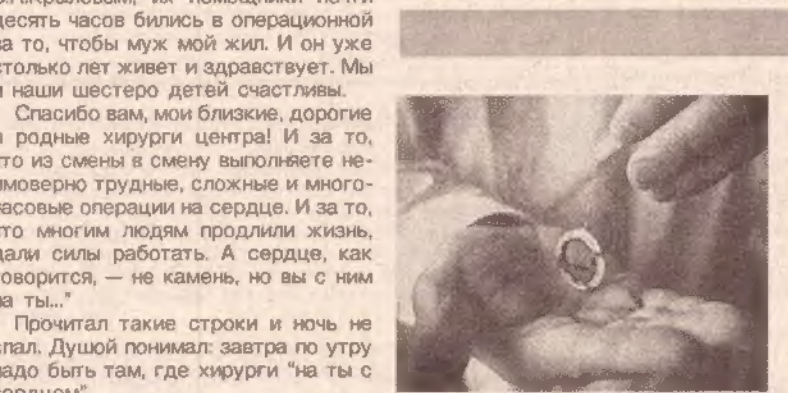 десять часов бились в операционной
за то, чтобы муж мой жил. И он уже
столько лет живет и здравствует. Мы
и наши шестеро детей счастливы.
Спасибо вам, мои близкие, дорогие
и родные хирурги центра! И за то,
что из смены в смену выполняете не-
имоверно трудные, сложные и много-
часовые операции на сердце. И за то,
что многим людям продлили жизнь,
дали силы работать. А сердце, как
говорится, — не камень, но вы с ним
на ты..."
Прочитал такие строки и ночь не
спал. Душой понимал: завтра по утру
надо быть там, где хирурги "на ты с